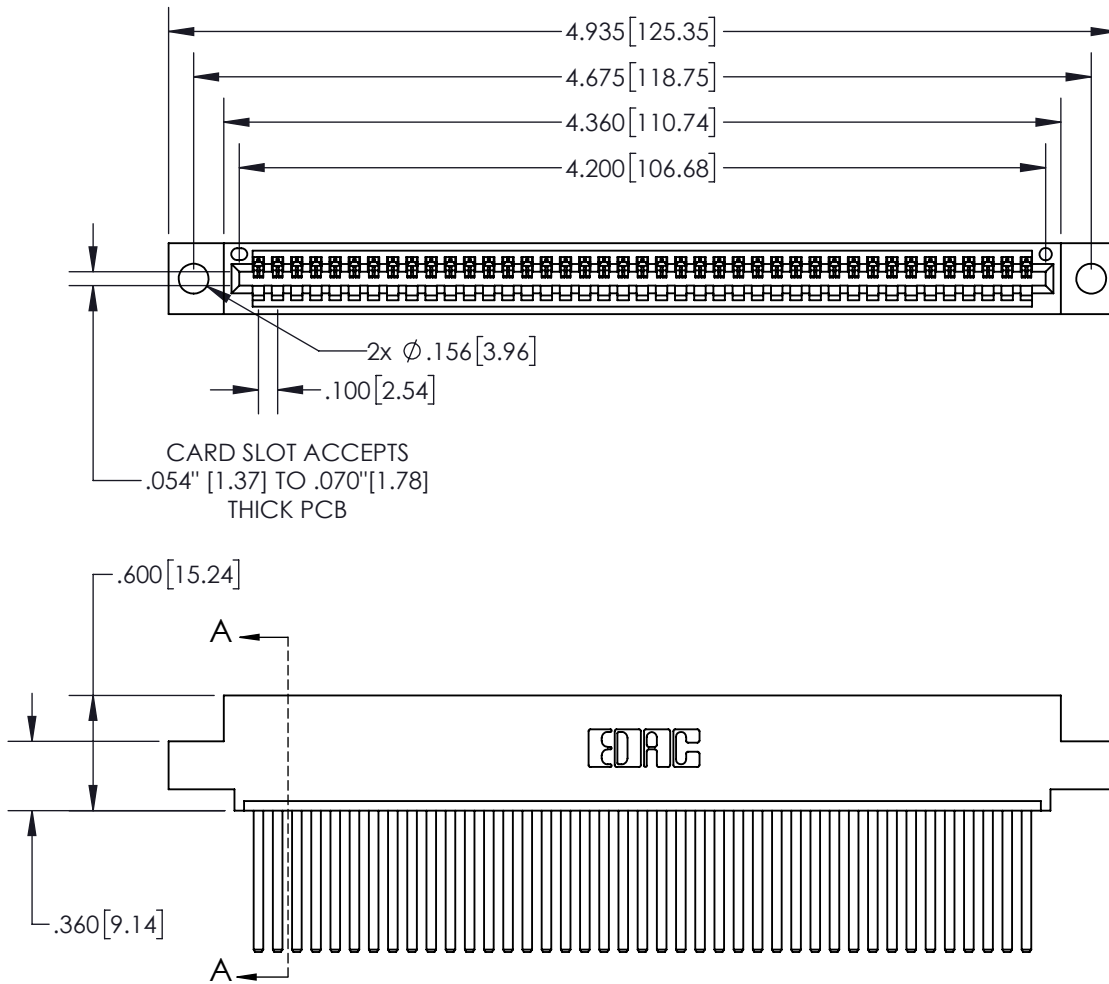 4.935[125.35]
4.675[118.75]
4.360[110.74]
4.200[106.68]
2x Ø.156[3.96]
.100[2.54]
CARD SLOT ACCEPTS
.054" [1.37] TO .070"[1.78]
THICK PCB
.600[15.24]
A
EDAC
.360[9.14]
A